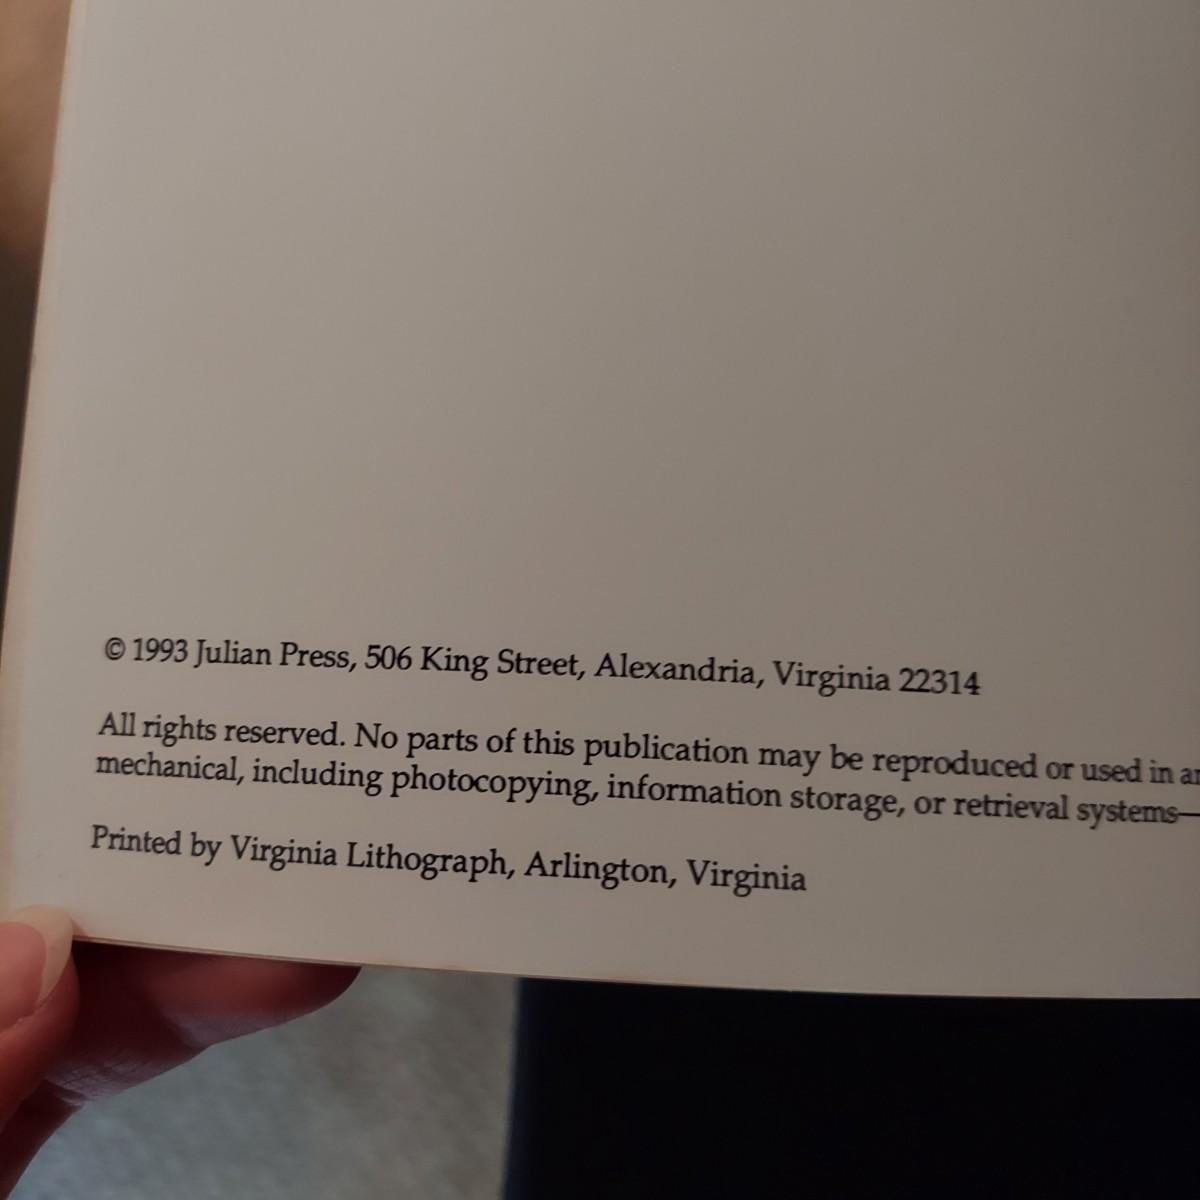 © 1993 Julian Press, 506 King Street, Alexandria, Virginia 22314
All rights reserved. No parts of this publication may be reproduced or used in
mechanical, including photocopying, information storage, or retrieval systems—
Printed by Virginia Lithograph, Arlington, Virginia